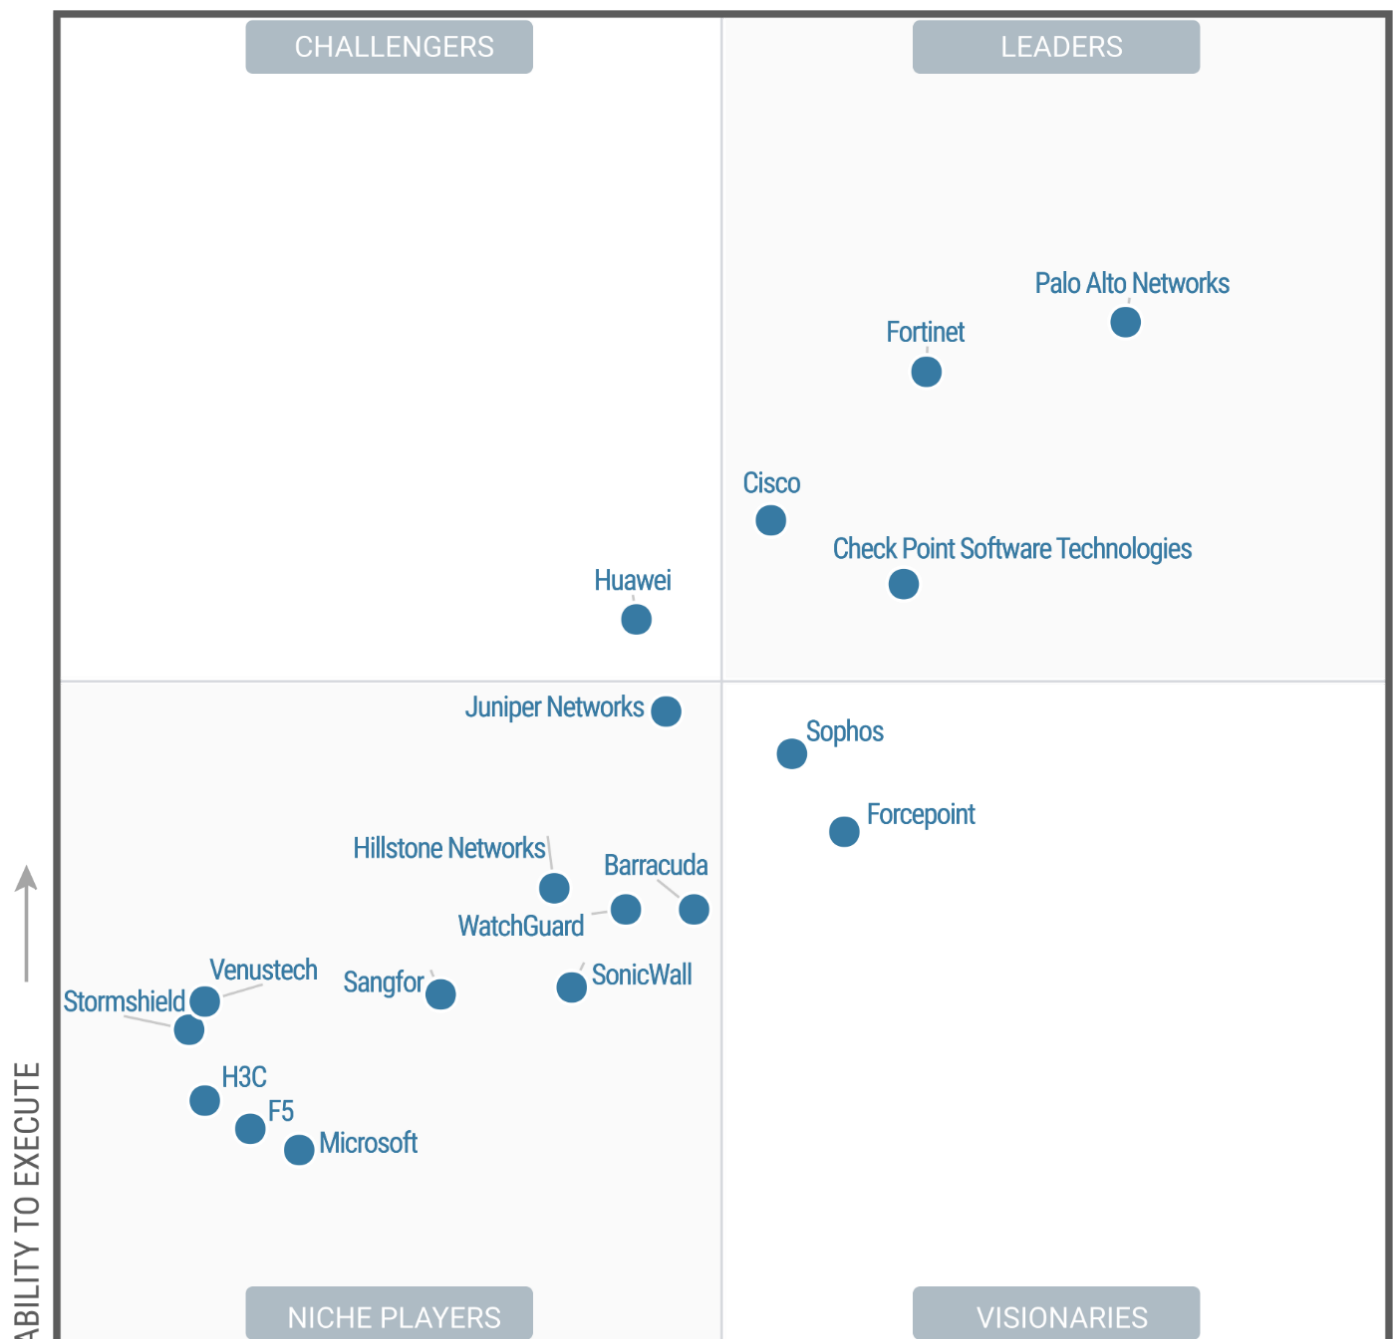 CHALLENGERS
LEADERS
Palo Alto Networks
Fortinet
Cisco
Check Point Software Technologies
Huawei
Juniper Networks
Sophos
Forcepoint
Hillstone Networks
Barracuda
WatchGuard
Venustech
Sangfor
SonicWall
Stormshield
H3C
F5
Microsoft
ABILITY TO EXECUTE
NICHE PLAYERS
VISIONARIES